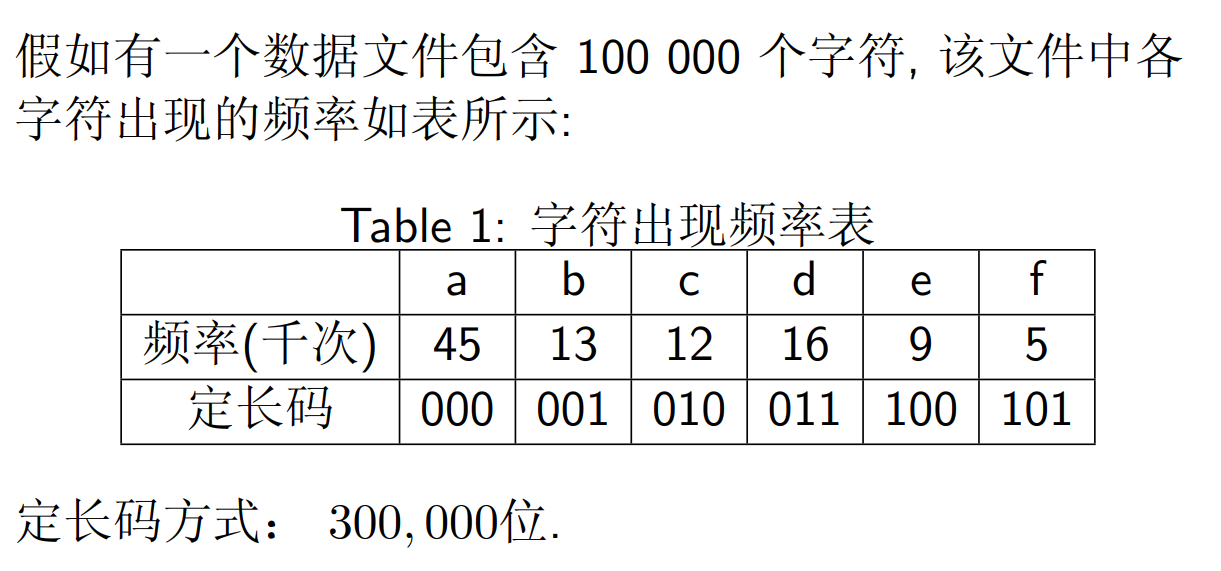 假如有一个数据文件包含 100 000 个字符, 该文件中各
字符出现的频率如表所示:
Table 1: 字符出现频率表
a b c d e f
频率(千次) 45 13 12 16 9 5
定长码 000 001 010 011 100 101
定长码方式： 300,000位.